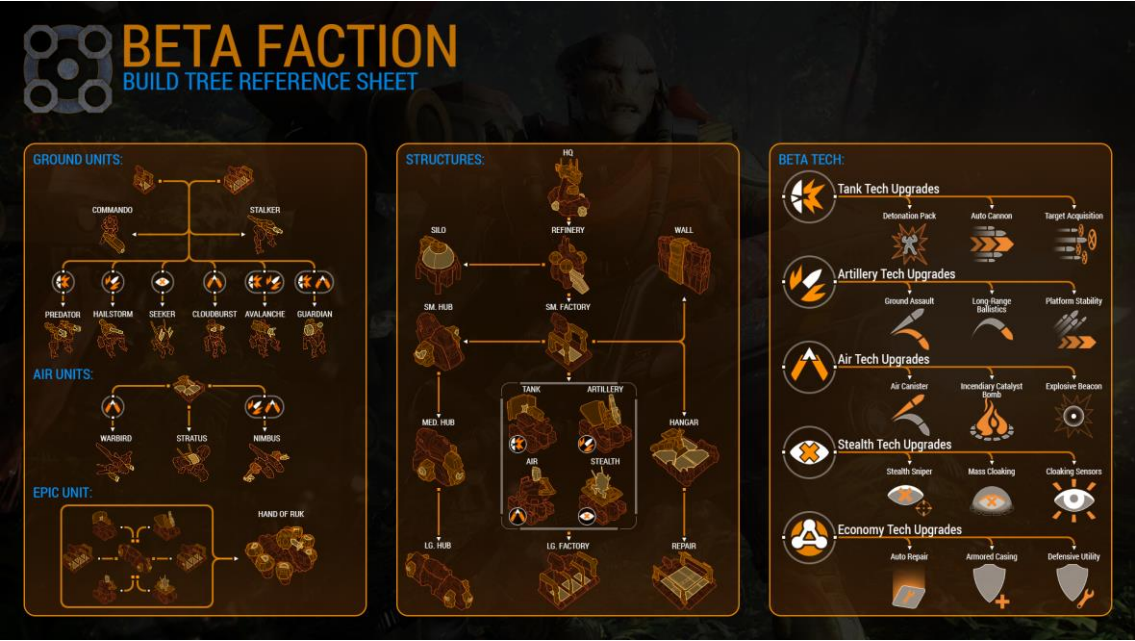 BETA FACTION
BUILD TREE REFERENCE SHEET
GROUND UNITS:
COMMANDO
STALKER
PREDATOR
HAILSTORM
SEEKER
CLOUDBURST
AVALANCHE
GUARDIAN
AIR UNITS:
WARBIRD
STRATUS
NIMBUS
EPIC UNIT:
HAND OF RUK
STRUCTURES:
HQ
SILO
REFINERY
WALL
SM. HUB
SM. FACTORY
TANK
ARTILLERY
MED. HUB
HANGAR
AIR
STEALTH
LG. HUB
LG. FACTORY
REPAIR
BETA TECH:
Tank Tech Upgrades
Detonation Pack
Auto Cannon
Target Acquisition
Artillery Tech Upgrades
Ground Assault
Long-Range
Ballistics
Platform Stability
Air Tech Upgrades
Air Canister
Incendiary Catalyst
Bomb
Explosive Beacon
Stealth Tech Upgrades
Stealth Sniper
Mass Cloaking
Cloaking Sensors
Economy Tech Upgrades
Auto Repair
Armored Casing
Defensive Utility